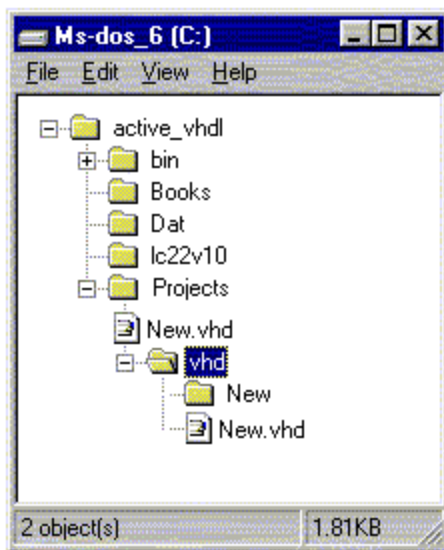 Ms-dos_6 (C:)
File Edit View Help
active_vhdl
bin
Books
Dat
lc22v10
Projects
New.vhd
vhd
New
New.vhd
2 object(s) 1.81KB